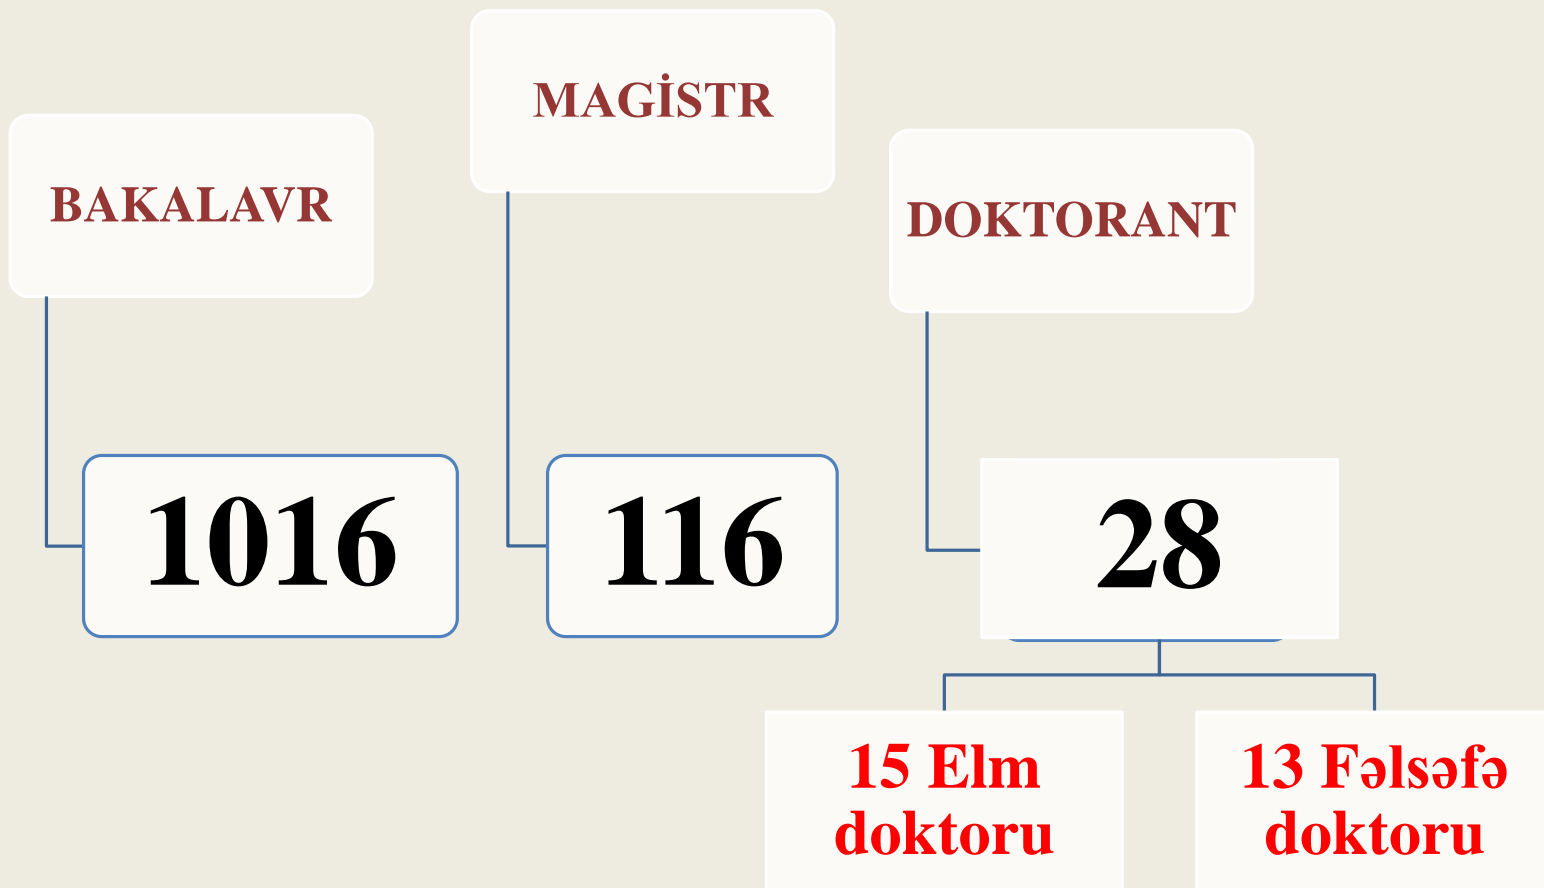 BAKALAVR
1016
MAGİSTR
116
DOKTORANT
28
15 Elm
doktoru
13 Fəlsəfə
doktoru